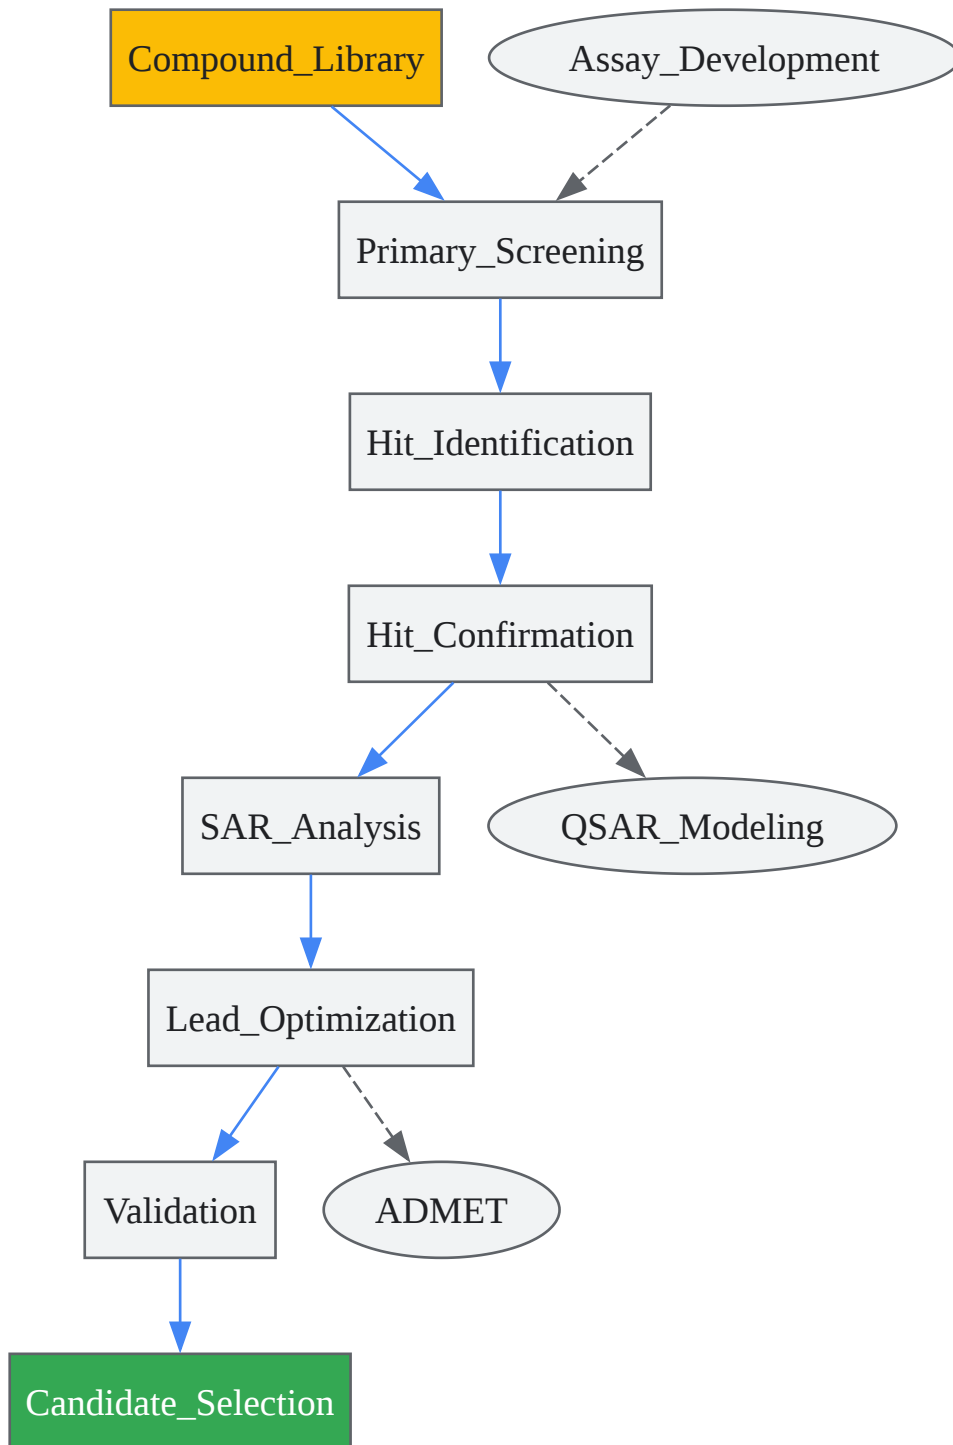 Compound_Library
Assay_Development
Primary_Screening
Hit_Identification
Hit_Confirmation
SAR_Analysis
QSAR_Modeling
Lead_Optimization
Validation
ADMET
Candidate_Selection